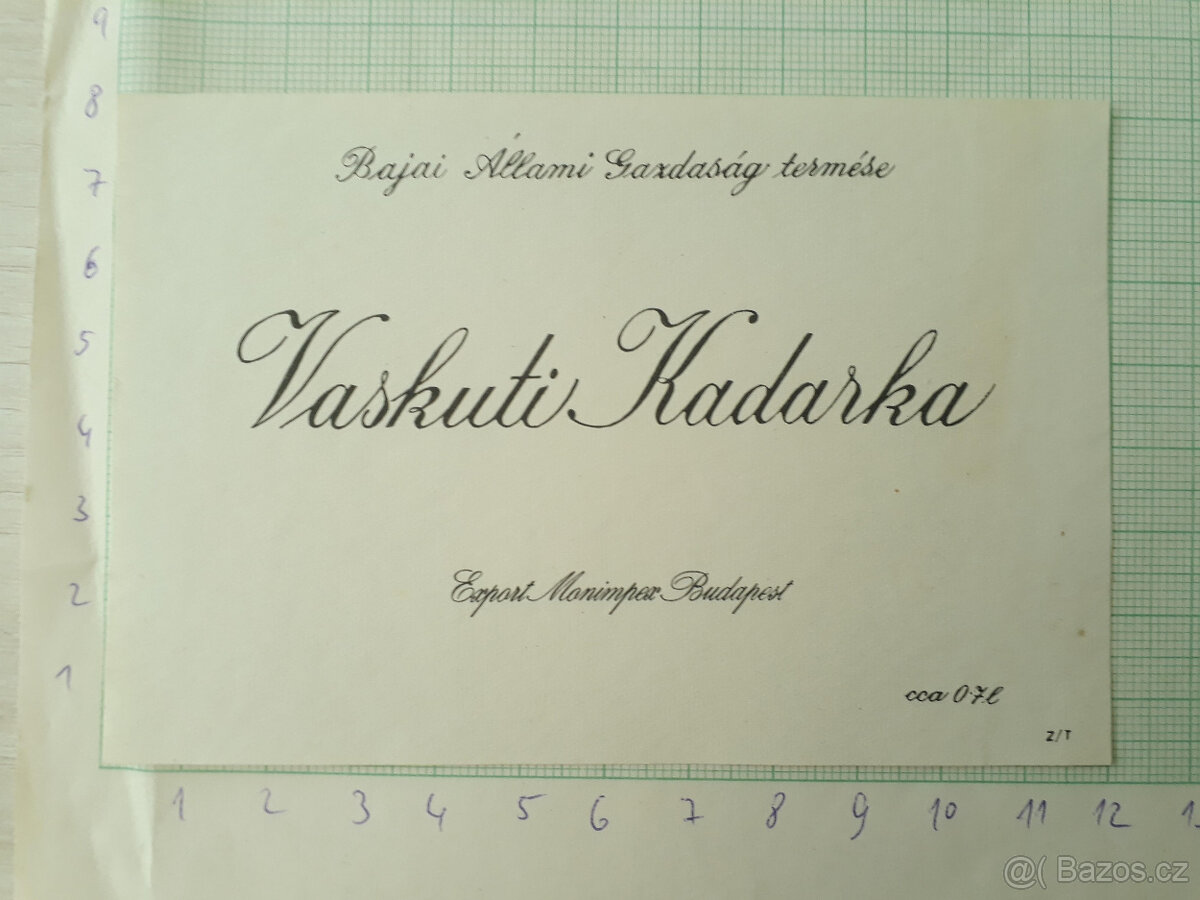 9
8
7
6
5
4
3
2
1
Bajai Állami Gazdaság termése
Vaskuti Kadarka
Export Monimpex Budapest
cca 0·7 l
Z/T
1 2 3 4 5 6 7 8 9 10 11 12
@( Bazos.cz